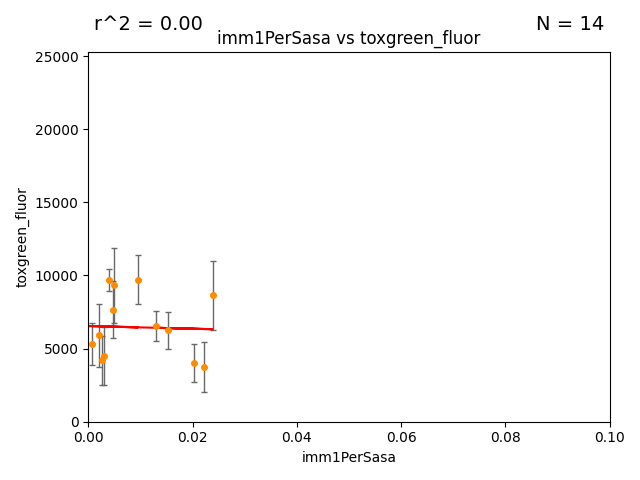 r^2 = 0.00
N = 14
imm1PerSasa vs toxgreen_fluor
25000
20000
15000
10000
5000
0
toxgreen_fluor
0.00
0.02
0.04
0.06
0.08
0.10
imm1PerSasa